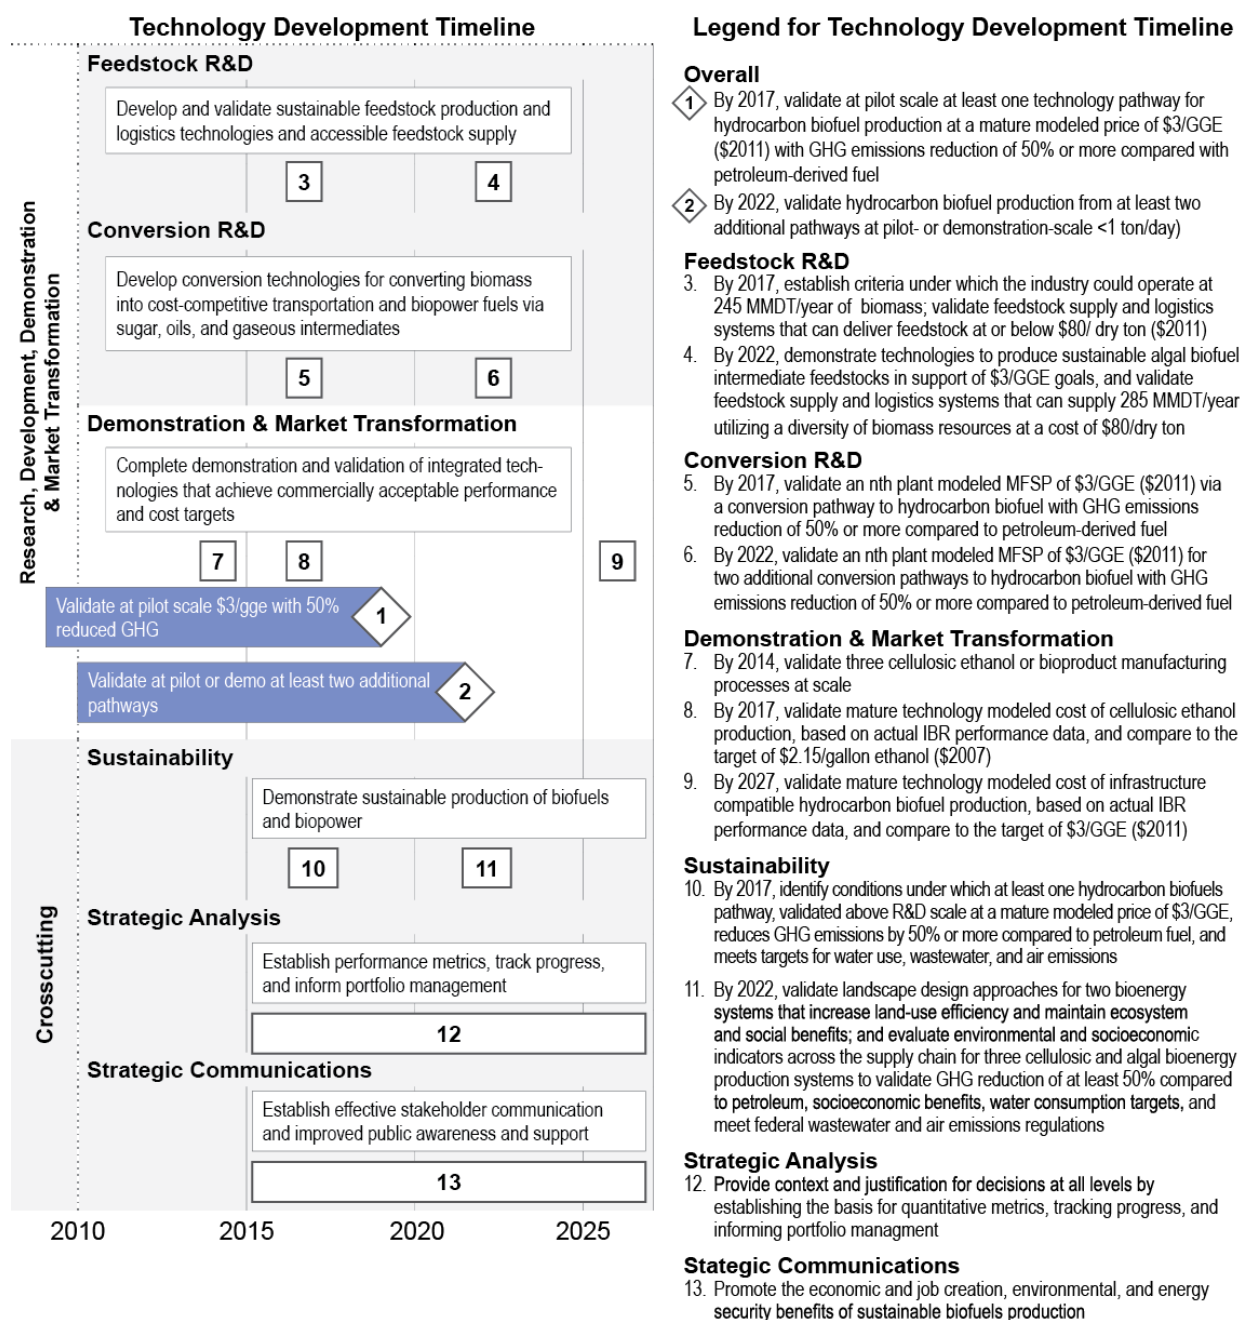 Technology Development Timeline
Research, Development, Demonstration
& Market Transformation
Feedstock R&D
Develop and validate sustainable feedstock production and
logistics technologies and accessible feedstock supply
3
4
Conversion R&D
Develop conversion technologies for converting biomass
into cost-competitive transportation and biopower fuels via
sugar, oils, and gaseous intermediates
5
6
Demonstration & Market Transformation
Complete demonstration and validation of integrated tech-
nologies that achieve commercially acceptable performance
and cost targets
7
8
9
Validate at pilot scale $3/gge with 50%
reduced GHG
1
Validate at pilot or demo at least two additional
pathways
2
Crosscutting
Sustainability
Demonstrate sustainable production of biofuels
and biopower
10
11
Strategic Analysis
Establish performance metrics, track progress,
and inform portfolio management
12
Strategic Communications
Establish effective stakeholder communication
and improved public awareness and support
13
2010
2015
2020
2025
Legend for Technology Development Timeline
Overall
1 By 2017, validate at pilot scale at least one technology pathway for
hydrocarbon biofuel production at a mature modeled price of $3/GGE
($2011) with GHG emissions reduction of 50% or more compared with
petroleum-derived fuel
2 By 2022, validate hydrocarbon biofuel production from at least two
additional pathways at pilot- or demonstration-scale <1 ton/day)
Feedstock R&D
3. By 2017, establish criteria under which the industry could operate at
245 MMDT/year of biomass; validate feedstock supply and logistics
systems that can deliver feedstock at or below $80/ dry ton ($2011)
4. By 2022, demonstrate technologies to produce sustainable algal biofuel
intermediate feedstocks in support of $3/GGE goals, and validate
feedstock supply and logistics systems that can supply 285 MMDT/year
utilizing a diversity of biomass resources at a cost of $80/dry ton
Conversion R&D
5. By 2017, validate an nth plant modeled MFSP of $3/GGE ($2011) via
a conversion pathway to hydrocarbon biofuel with GHG emissions
reduction of 50% or more compared to petroleum-derived fuel
6. By 2022, validate an nth plant modeled MFSP of $3/GGE ($2011) for
two additional conversion pathways to hydrocarbon biofuel with GHG
emissions reduction of 50% or more compared to petroleum-derived fuel
Demonstration & Market Transformation
7. By 2014, validate three cellulosic ethanol or bioproduct manufacturing
processes at scale
8. By 2017, validate mature technology modeled cost of cellulosic ethanol
production, based on actual IBR performance data, and compare to the
target of $2.15/gallon ethanol ($2007)
9. By 2027, validate mature technology modeled cost of infrastructure
compatible hydrocarbon biofuel production, based on actual IBR
performance data, and compare to the target of $3/GGE ($2011)
Sustainability
10. By 2017, identify conditions under which at least one hydrocarbon biofuels
pathway, validated above R&D scale at a mature modeled price of $3/GGE,
reduces GHG emissions by 50% or more compared to petroleum fuel, and
meets targets for water use, wastewater, and air emissions
11. By 2022, validate landscape design approaches for two bioenergy
systems that increase land-use efficiency and maintain ecosystem
and social benefits; and evaluate environmental and socioeconomic
indicators across the supply chain for three cellulosic and algal bioenergy
production systems to validate GHG reduction of at least 50% compared
to petroleum, socioeconomic benefits, water consumption targets, and
meet federal wastewater and air emissions regulations
Strategic Analysis
12. Provide context and justification for decisions at all levels by
establishing the basis for quantitative metrics, tracking progress, and
informing portfolio managment
Stategic Communications
13. Promote the economic and job creation, environmental, and energy
security benefits of sustainable biofuels production